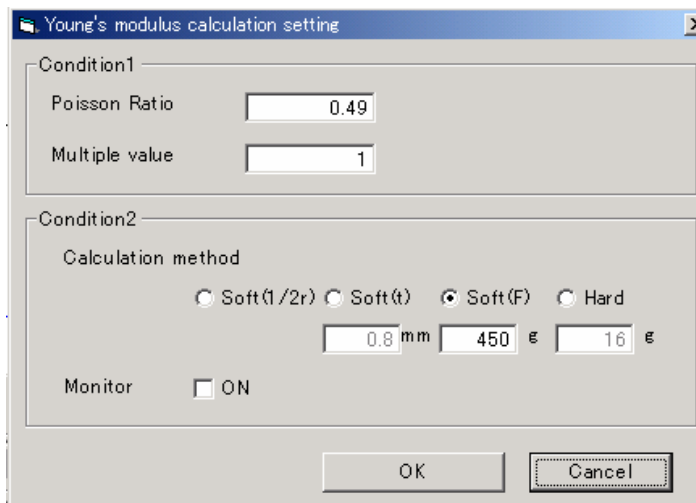 Young's modulus calculation setting
Condition1
Poisson Ratio 0.49
Multiple value 1
Condition2
Calculation method
Soft(1/2r) Soft(t) Soft(F) Hard
0.8 mm 450 g 16 g
Monitor ON
OK Cancel